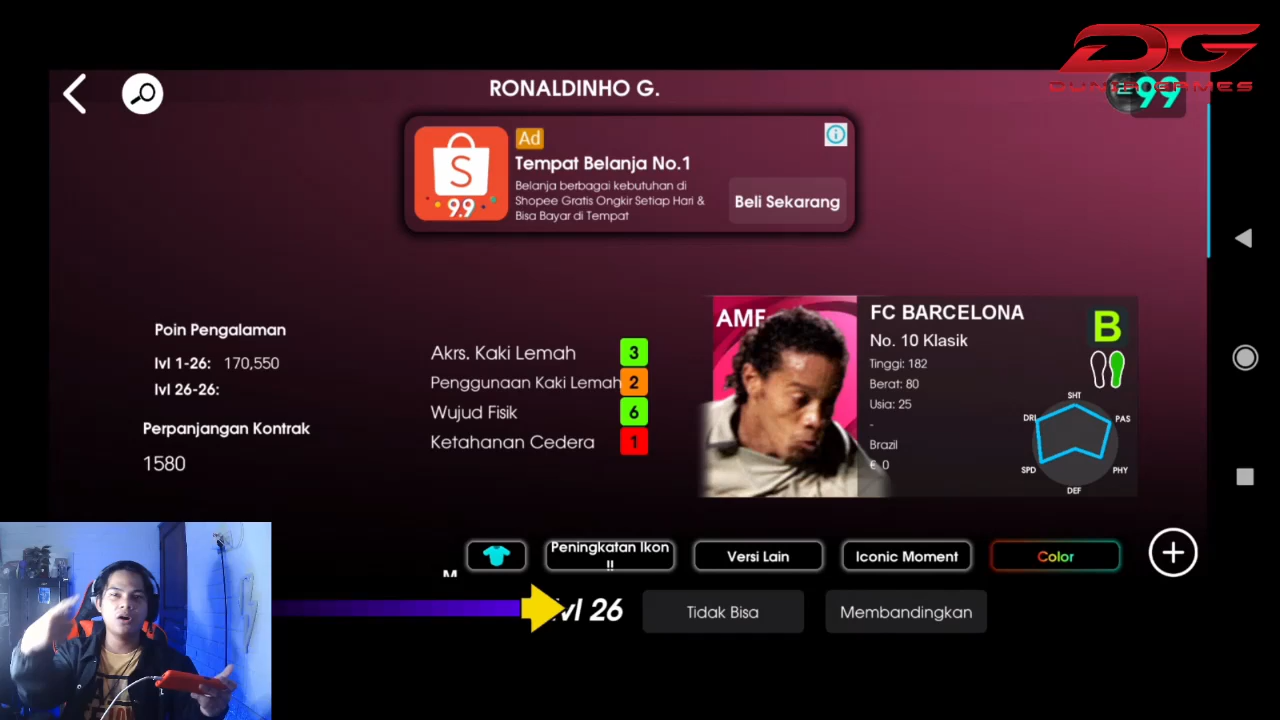 RONALDINHO G.
DG
DUNIA GAMES
99
Ad
Tempat Belanja No.1
Belanja berbagai kebutuhan di
Shopee Gratis Ongkir Setiap Hari &
Bisa Bayar di Tempat
Beli Sekarang
S
9.9
Poin Pengalaman
lvl 1-26: 170,550
lvl 26-26:
Perpanjangan Kontrak
1580
Akrs. Kaki Lemah 3
Penggunaan Kaki Lemah 2
Wujud Fisik 6
Ketahanan Cedera 1
AMF
FC BARCELONA
No. 10 Klasik
Tinggi: 182
Berat: 80
Usia: 25
-
Brazil
€ 0
B
SHT
DRI
PAS
SPD
PHY
DEF
Peningkatan Ikon
!!
Versi Lain
Iconic Moment
Color
lvl 26
Tidak Bisa
Membandingkan